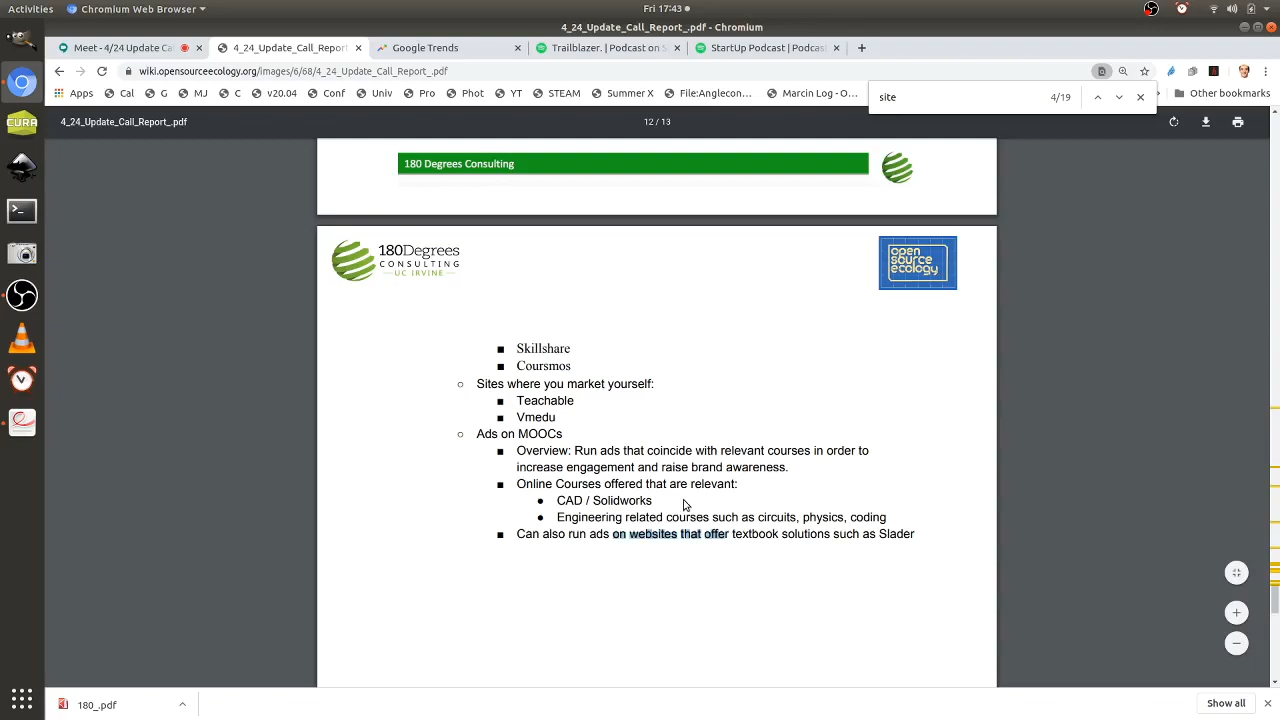 Activities Chromium Web Browser Fri 17:43
4_24_Update_Call_Report_.pdf - Chromium
Meet - 4/24 Update Cal 4_24_Update_Call_Report_.p Google Trends Trailblazer. | Podcast on S StartUp Podcast | Podcast
wiki.opensourceecology.org/images/6/68/4_24_Update_Call_Report_.pdf
Apps Cal G MJ C v20.04 Conf Univ Pro Phot YT STEAM Summer X File:Anglecon... Marcin Log - O... Other bookmarks
site 4/19
4_24_Update_Call_Report_.pdf 12 / 13
CURA
180 Degrees Consulting
180Degrees
CONSULTING
UC IRVINE
open
source
ecology
■ Skillshare
■ Coursmos
○ Sites where you market yourself:
■ Teachable
■ Vmedu
○ Ads on MOOCs
■ Overview: Run ads that coincide with relevant courses in order to
increase engagement and raise brand awareness.
■ Online Courses offered that are relevant:
● CAD / Solidworks
● Engineering related courses such as circuits, physics, coding
■ Can also run ads on websites that offer textbook solutions such as Slader
180_.pdf Show all